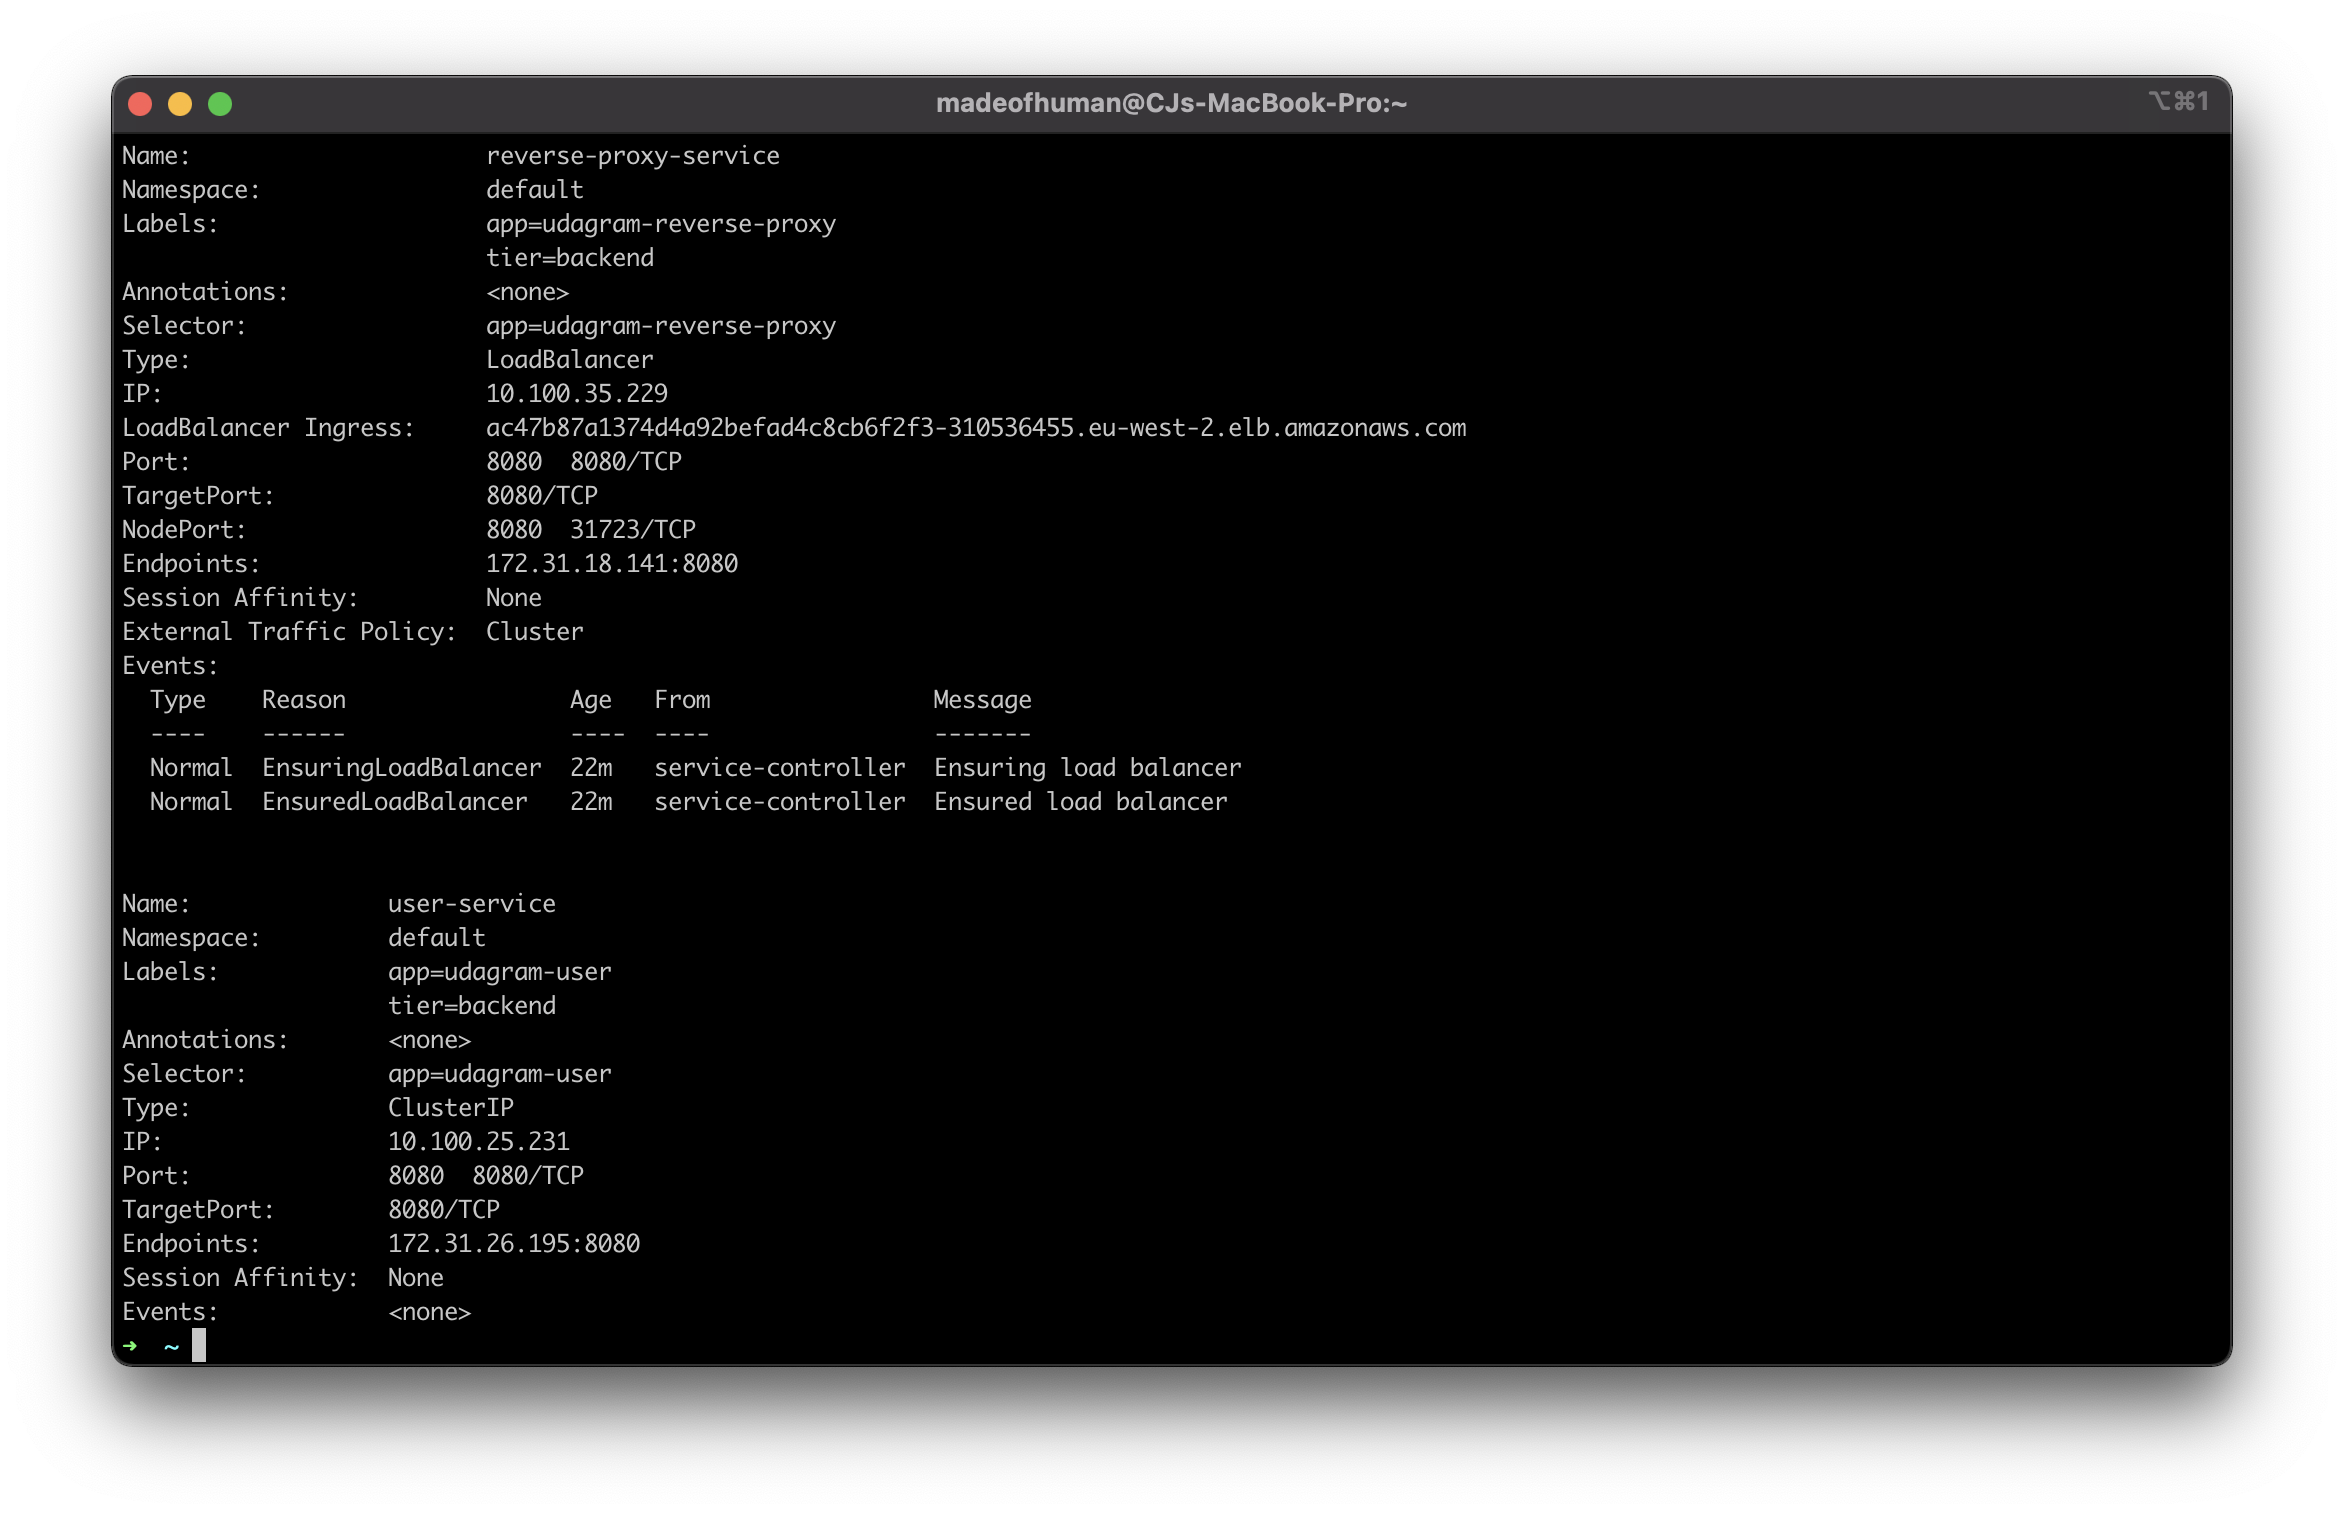 madeofhuman@CJs-MacBook-Pro:~ ⌥⌘1
Name:                     reverse-proxy-service
Namespace:                default
Labels:                   app=udagram-reverse-proxy
                          tier=backend
Annotations:              <none>
Selector:                 app=udagram-reverse-proxy
Type:                     LoadBalancer
IP:                       10.100.35.229
LoadBalancer Ingress:     ac47b87a1374d4a92befad4c8cb6f2f3-310536455.eu-west-2.elb.amazonaws.com
Port:                     8080  8080/TCP
TargetPort:               8080/TCP
NodePort:                 8080  31723/TCP
Endpoints:                172.31.18.141:8080
Session Affinity:         None
External Traffic Policy:  Cluster
Events:
  Type    Reason                Age   From                Message
  ----    ------                ----  ----                -------
  Normal  EnsuringLoadBalancer  22m   service-controller  Ensuring load balancer
  Normal  EnsuredLoadBalancer   22m   service-controller  Ensured load balancer
Name:              user-service
Namespace:         default
Labels:            app=udagram-user
                   tier=backend
Annotations:       <none>
Selector:          app=udagram-user
Type:              ClusterIP
IP:                10.100.25.231
Port:              8080  8080/TCP
TargetPort:        8080/TCP
Endpoints:         172.31.26.195:8080
Session Affinity:  None
Events:            <none>
➜  ~